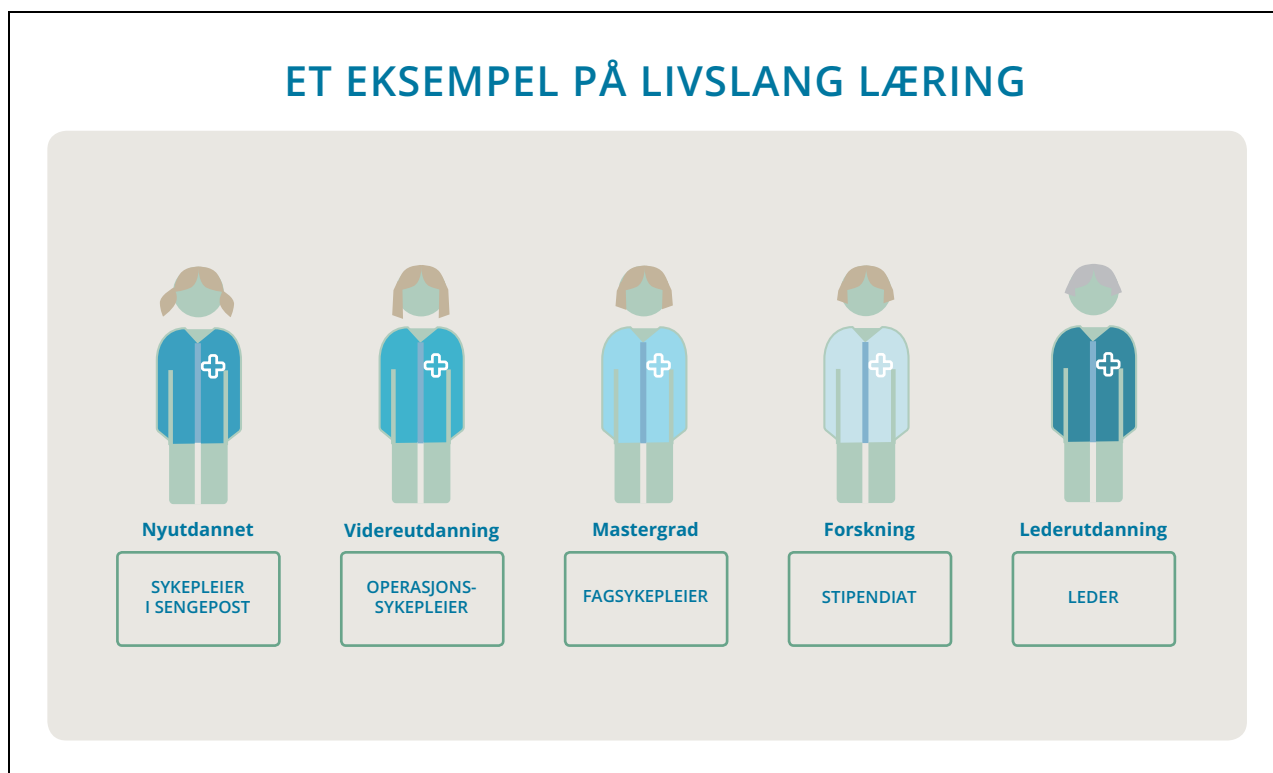 ET EKSEMPEL PÅ LIVSLANG LÆRING
Nyutdannet
SYKEPLEIER
I SENGEPOST
Videreutdanning
OPERASJONS-
SYKEPLEIER
Mastergrad
FAGSYKEPLEIER
Forskning
STIPENDIAT
Lederutdanning
LEDER